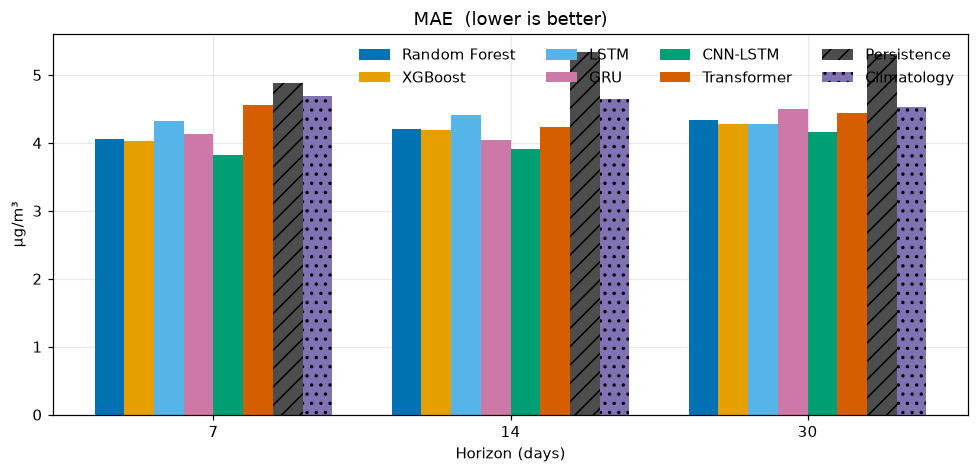 MAE  (lower is better)
Random Forest LSTM CNN-LSTM Persistence
XGBoost GRU Transformer Climatology
5
4
3
2
1
0
µg/m³
7 14 30
Horizon (days)